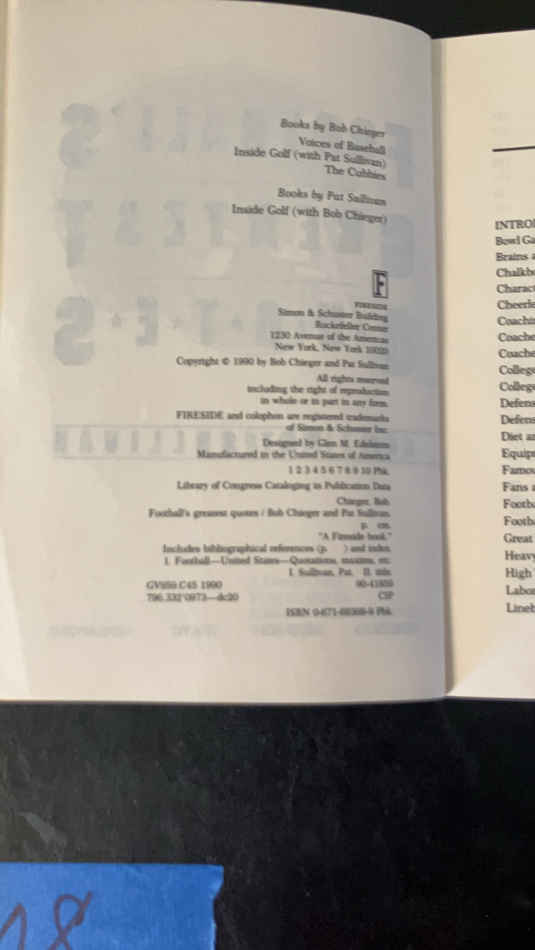 Books by Bob Chieger
Voices of Baseball
Inside Golf (with Pat Sullivan)
The Cubbies
Books by Pat Sullivan
Inside Golf (with Bob Chieger)
F
FIRESIDE
Simon & Schuster Building
Rockefeller Center
1230 Avenue of the Americas
New York, New York 10020
Copyright © 1990 by Bob Chieger and Pat Sullivan
All rights reserved
including the right of reproduction
in whole or in part in any form.
FIRESIDE and colophon are registered trademarks
of Simon & Schuster Inc.
Designed by Glen M. Edelstein
Manufactured in the United States of America
1 2 3 4 5 6 7 8 9 10 Pbk.
Library of Congress Cataloging in Publication Data
Chieger, Bob.
Football's greatest quotes / Bob Chieger and Pat Sullivan.
p. cm.
"A Fireside book."
Includes bibliographical references (p. ) and index.
1. Football—United States—Quotations, maxims, etc.
I. Sullivan, Pat. II. title.
GV959.C45 1990
796.332'0973—dc20
CIP
ISBN Pbk.
INTRO
Bowl Ga
Brains a
Chalkb
Charact
Cheerle
Coachin
Coache
Coache
College
College
Defens
Defens
Diet an
Equip
Famou
Fans a
Footba
Footba
Great
Heavy
High
Labor
Lineb